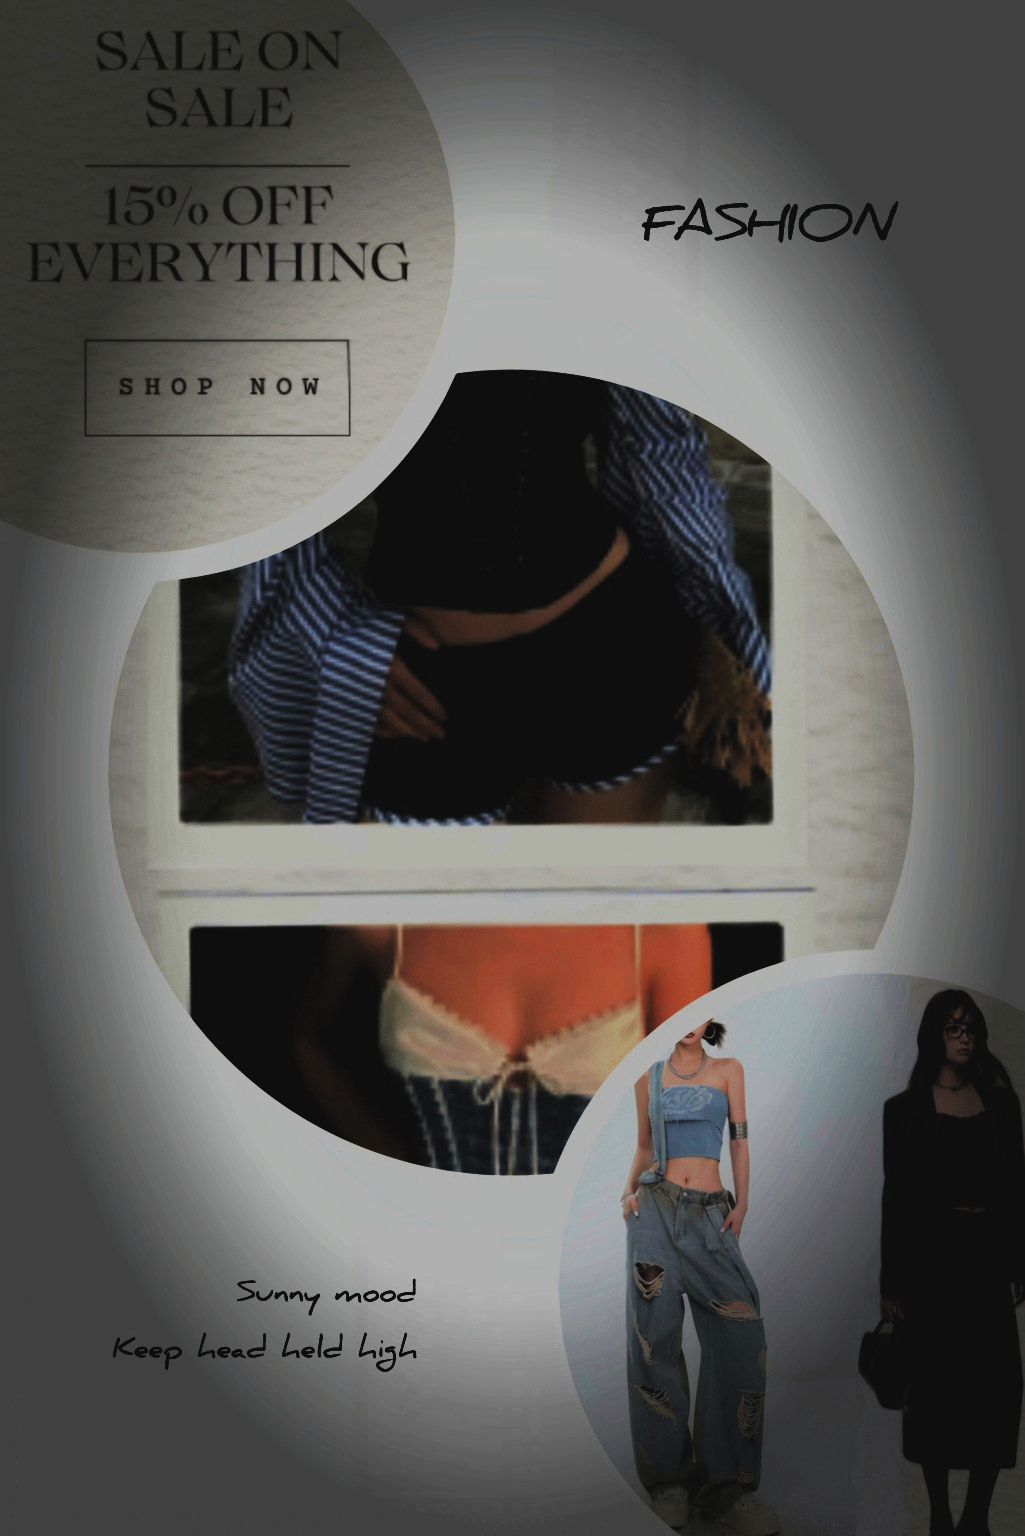 SALE ON
SALE
15% OFF
EVERYTHING
SHOP NOW
FASHION
Sunny mood
Keep head held high